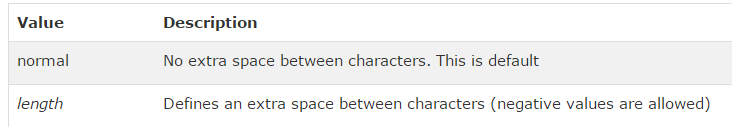 Value Description
normal No extra space between characters. This is default
length Defines an extra space between characters (negative values are allowed)